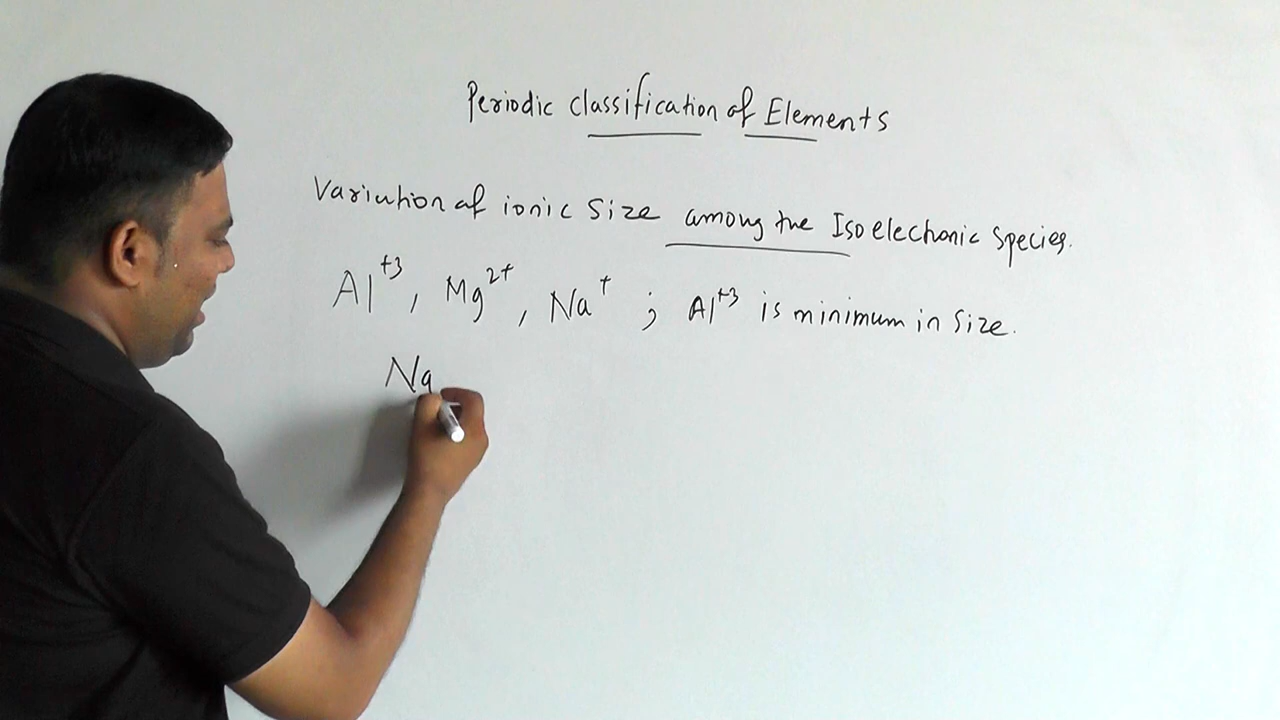 Periodic Classification of Elements
Variation of ionic Size among the Isoelectronic Species.
Al⁺³, Mg²⁺, Na⁺ ; Al⁺³ is minimum in Size.
Na